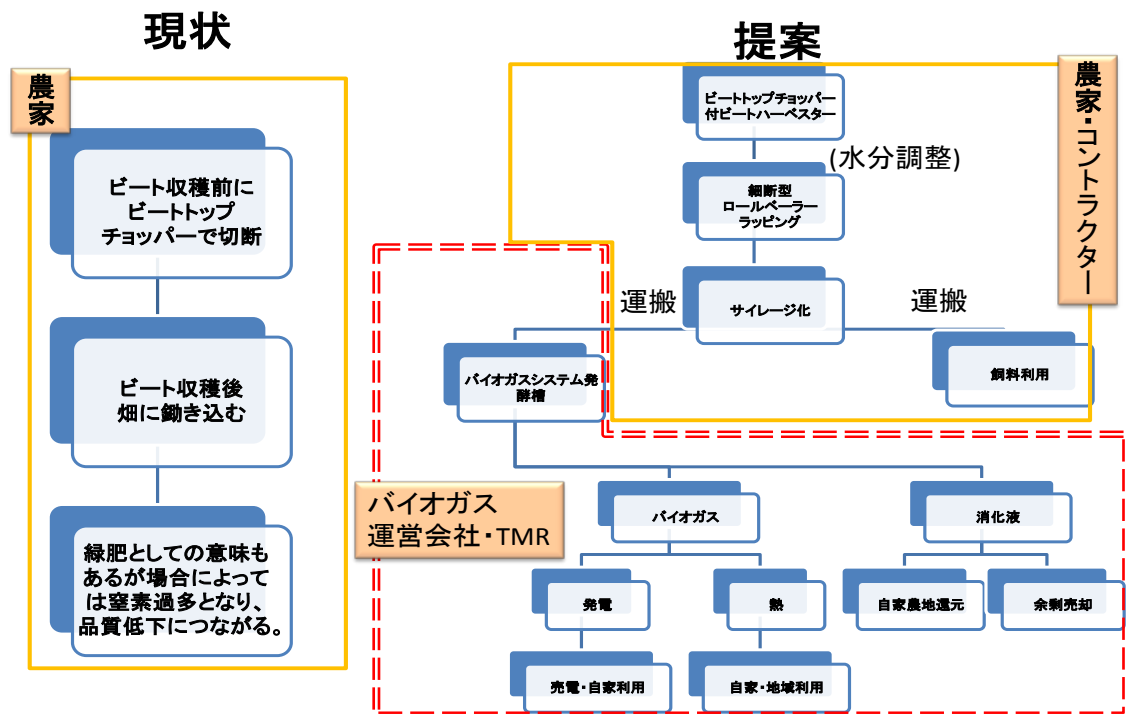 現状
農家
ビート収穫前に
ビートトップ
チョッパーで切断
ビート収穫後
畑に鋤き込む
緑肥としての意味も
あるが場合によって
は窒素過多となり、
品質低下につながる。
提案
農家・コントラクター
ビートトップチョッパー
付ビートハーベスター
(水分調整)
細断型
ロールベーラー
ラッピング
サイレージ化
運搬
運搬
バイオガスシステム発
酵槽
飼料利用
バイオガス
運営会社・TMR
バイオガス
消化液
発電
熱
自家農地還元
余剰売却
売電・自家利用
自家・地域利用